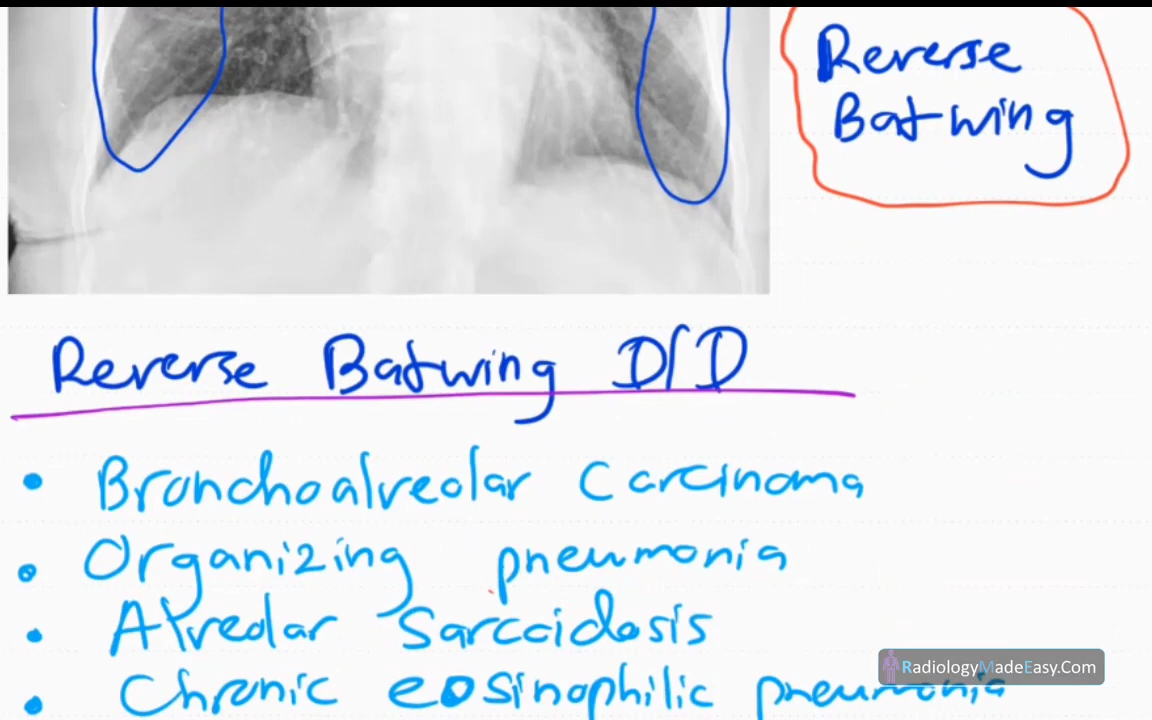 Reverse
Batwing
Reverse Batwing D/D
• Bronchoalveolar Carcinoma
• Organizing pneumonia
• Alveolar Sarcoidosis
• Chronic eosinophilic pneumonia
RadiologyMadeEasy.Com